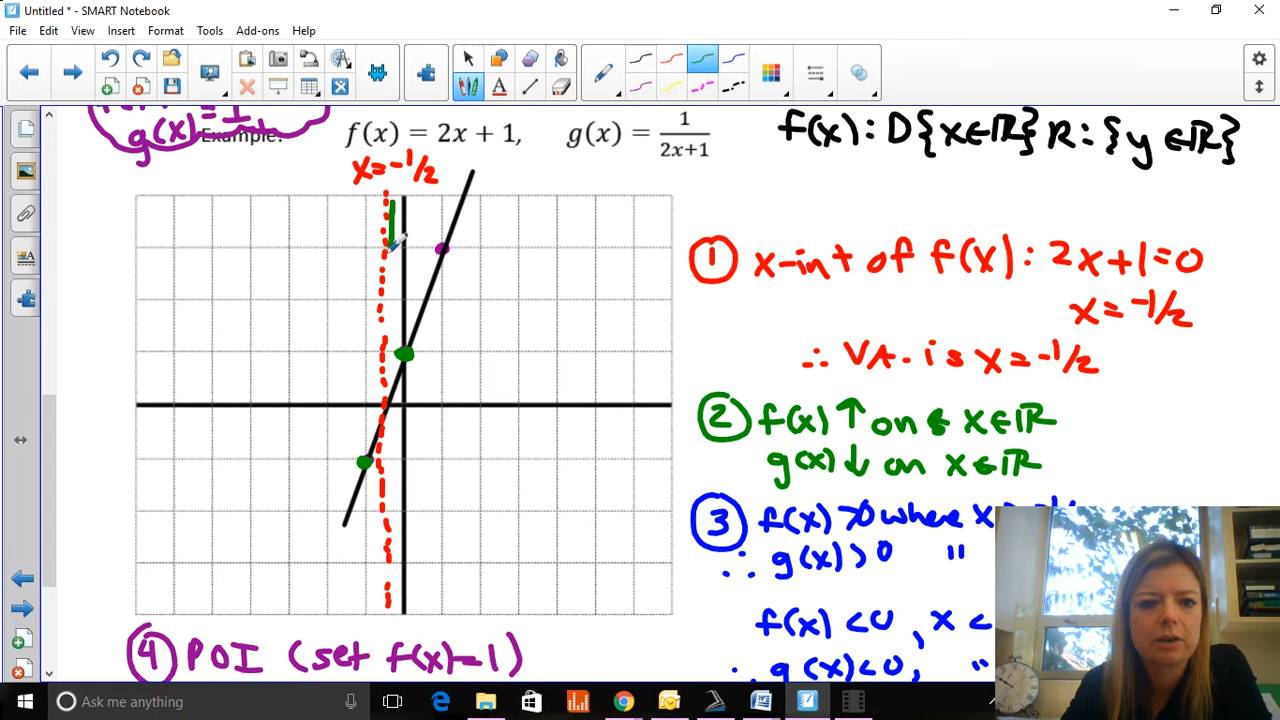 Untitled * - SMART Notebook
File Edit View Insert Format Tools Add-ons Help
g(x)=1
Example: f(x) = 2x + 1, g(x) = 1/(2x+1)
f(x): D{x∈ℝ} R: {y∈ℝ}
x=-1/2
① x-int of f(x): 2x+1=0
x=-1/2
∴ VA. is x=-1/2
② f(x) ↑ on x∈ℝ
g(x) ↓ on x∈ℝ
③ f(x) >0 where x
∴ g(x) >0 "
f(x) <0, x <
∴ g(x) <0, "
④ POI (set f(x)=1)
Ask me anything